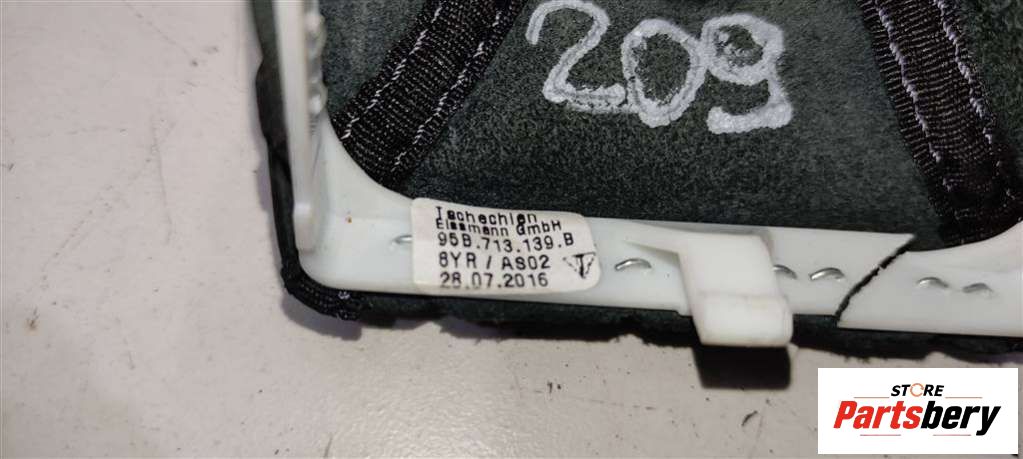 209
Tschechien
Eissmann GmbH
95B.713.139.B
8YR / AS02
28.07.2016
STORE
Partsbery